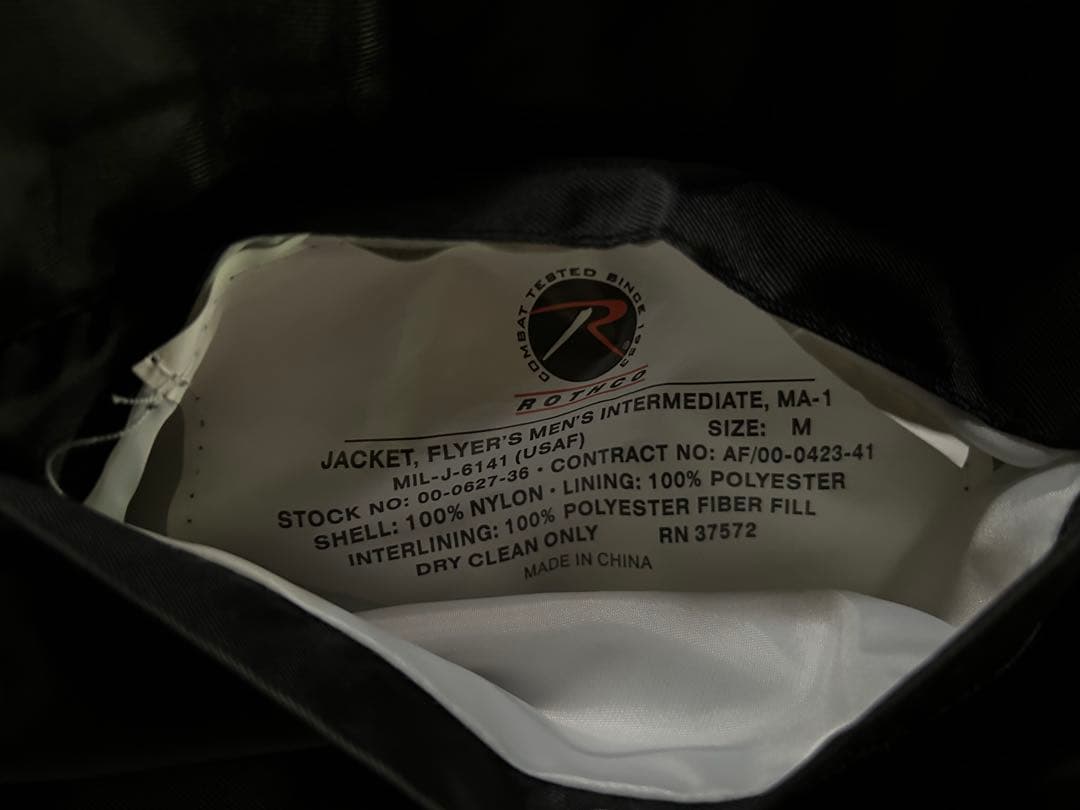 COMBAT TESTED SINCE 1953
R
ROTHCO
JACKET, FLYER'S MEN'S INTERMEDIATE, MA-1
MIL-J-6141 (USAF) SIZE: M
STOCK NO: 00-0627-36 · CONTRACT NO: AF/00-0423-41
SHELL: 100% NYLON · LINING: 100% POLYESTER
INTERLINING: 100% POLYESTER FIBER FILL
DRY CLEAN ONLY RN 37572
MADE IN CHINA